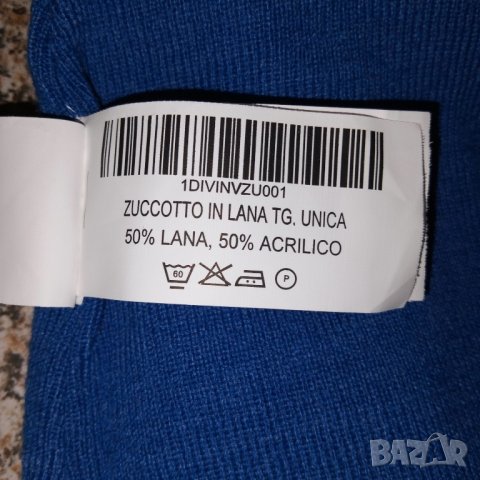 1DIVINVZU001
ZUCCOTTO IN LANA TG. UNICA
50% LANA, 50% ACRILICO
60 P
BAZAR